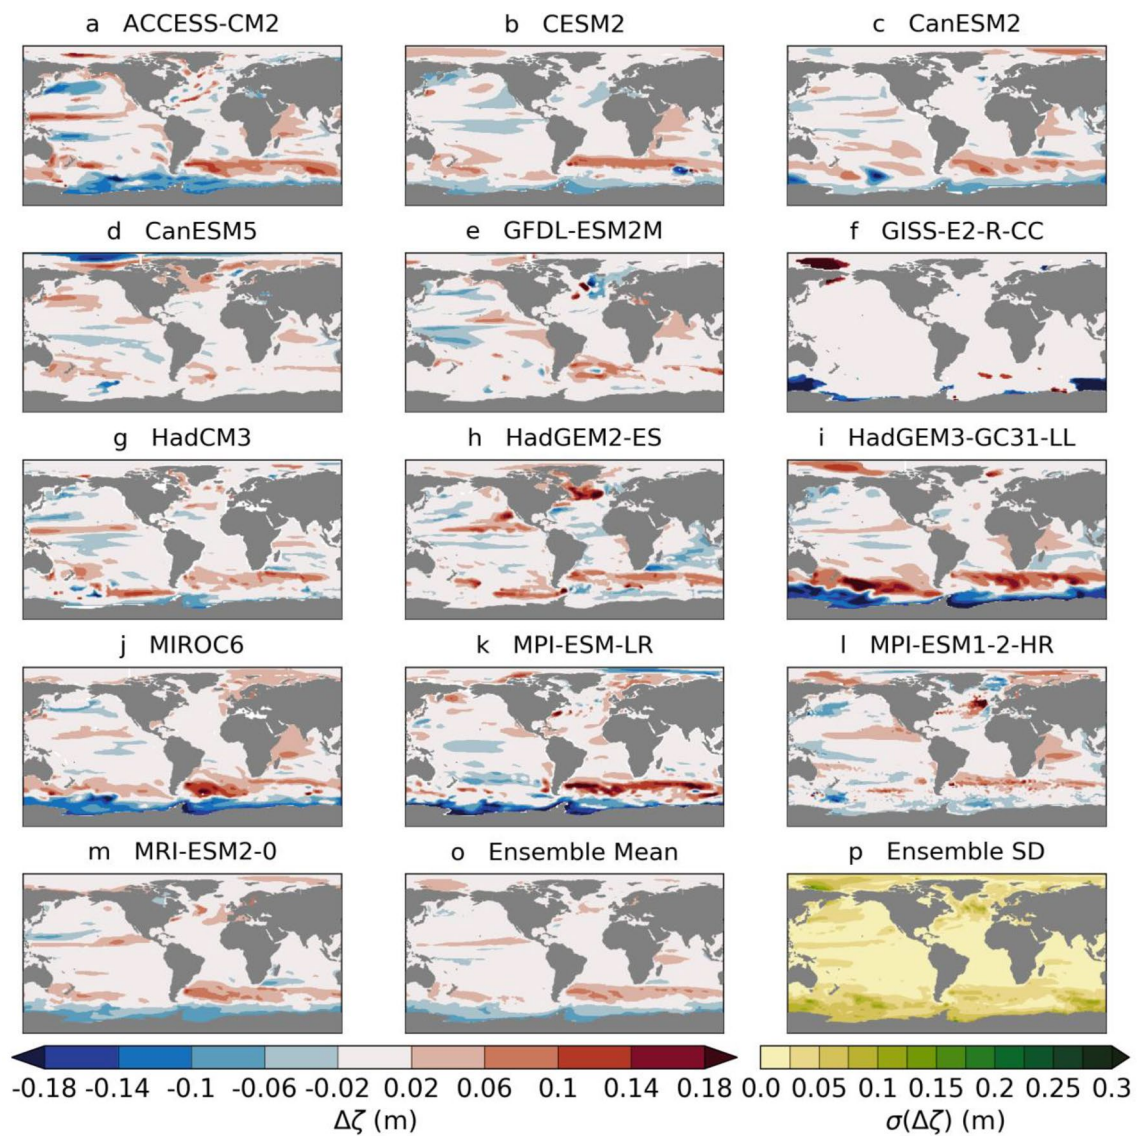 a ACCESS-CM2
b CESM2
c CanESM2
d CanESM5
e GFDL-ESM2M
f GISS-E2-R-CC
g HadCM3
h HadGEM2-ES
i HadGEM3-GC31-LL
j MIROC6
k MPI-ESM-LR
l MPI-ESM1-2-HR
m MRI-ESM2-0
o Ensemble Mean
p Ensemble SD
-0.18 -0.14 -0.1 -0.06 -0.02 0.02 0.06 0.1 0.14 0.18
0.0 0.05 0.1 0.15 0.2 0.25 0.3
Δζ (m)
σ(Δζ) (m)